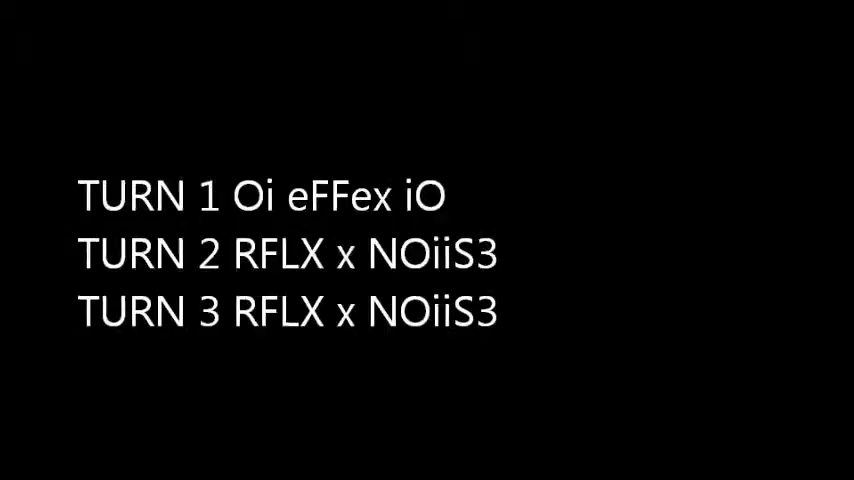 TURN 1 Oi eFFex iO
TURN 2 RFLX x NOiiS3
TURN 3 RFLX x NOiiS3